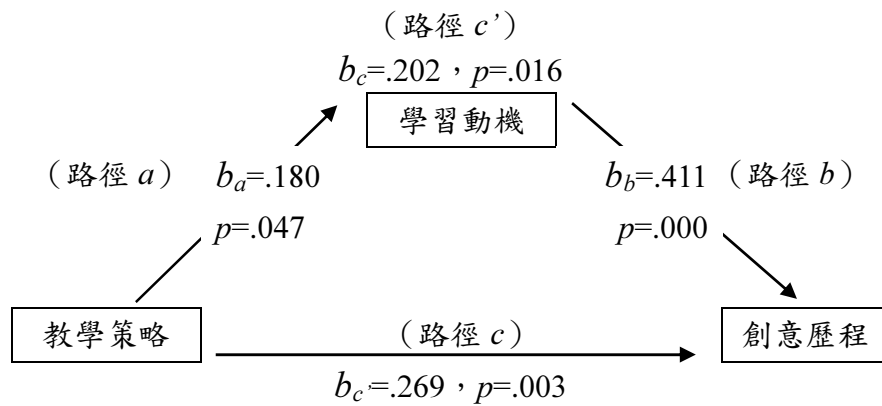 （路徑 c’）
b_c=.202，p=.016
學習動機
（路徑 a） b_a=.180 b_b=.411 （路徑 b）
p=.047 p=.000
教學策略 （路徑 c） 創意歷程
b_c’=.269，p=.003